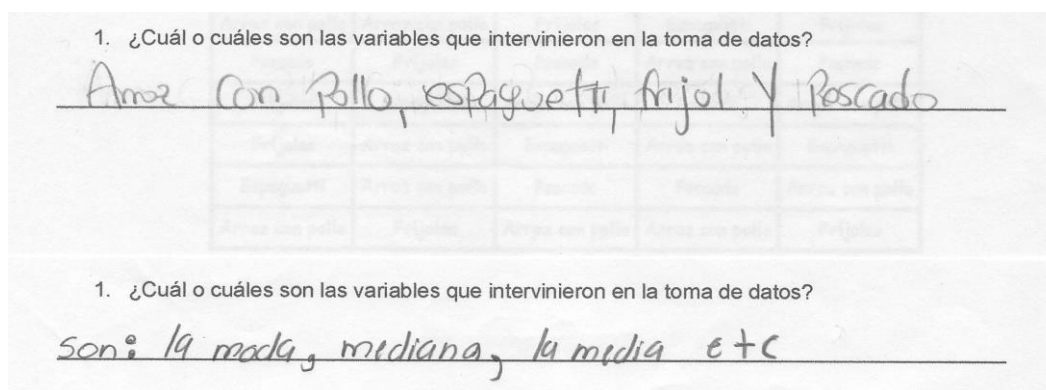 1. ¿Cuál o cuáles son las variables que intervinieron en la toma de datos?
Arroz con pollo, espaguetti, frijol y Pescado
1. ¿Cuál o cuáles son las variables que intervinieron en la toma de datos?
son: la moda, mediana, la media etc